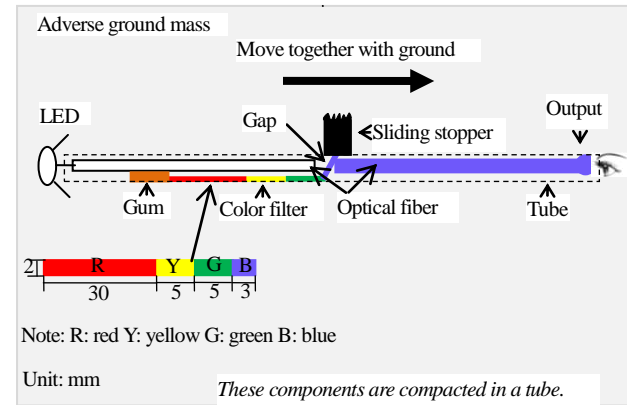 Adverse ground mass
Move together with ground
LED
Gap
Output
Sliding stopper
Gum
Color filter
Optical fiber
Tube
2
R Y G B
30 5 5 3
Note: R: red Y: yellow G: green B: blue
Unit: mm
These components are compacted in a tube.